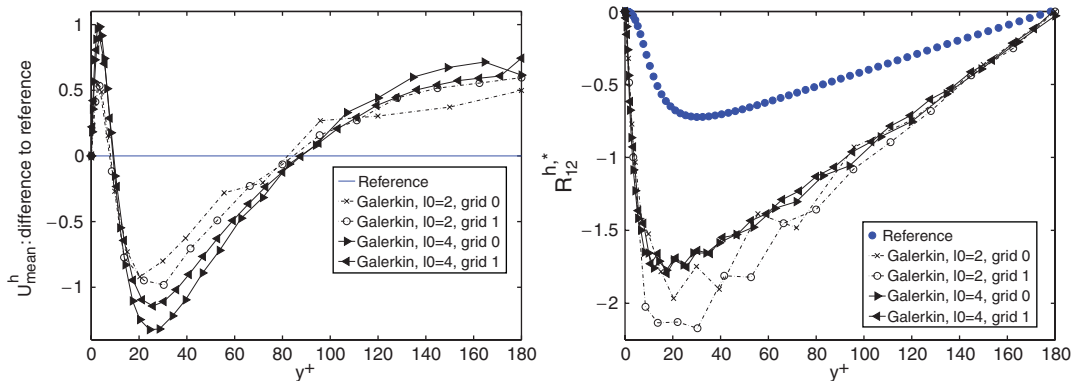 1
0.5
0
−0.5
−1
U^h_mean: difference to reference
Reference
Galerkin, l0=2, grid 0
Galerkin, l0=2, grid 1
Galerkin, l0=4, grid 0
Galerkin, l0=4, grid 1
0 20 40 60 80 100 120 140 160 180
y+
0
−0.5
−1
−1.5
−2
R_12^h,*
Reference
Galerkin, l0=2, grid 0
Galerkin, l0=2, grid 1
Galerkin, l0=4, grid 0
Galerkin, l0=4, grid 1
0 20 40 60 80 100 120 140 160 180
y+